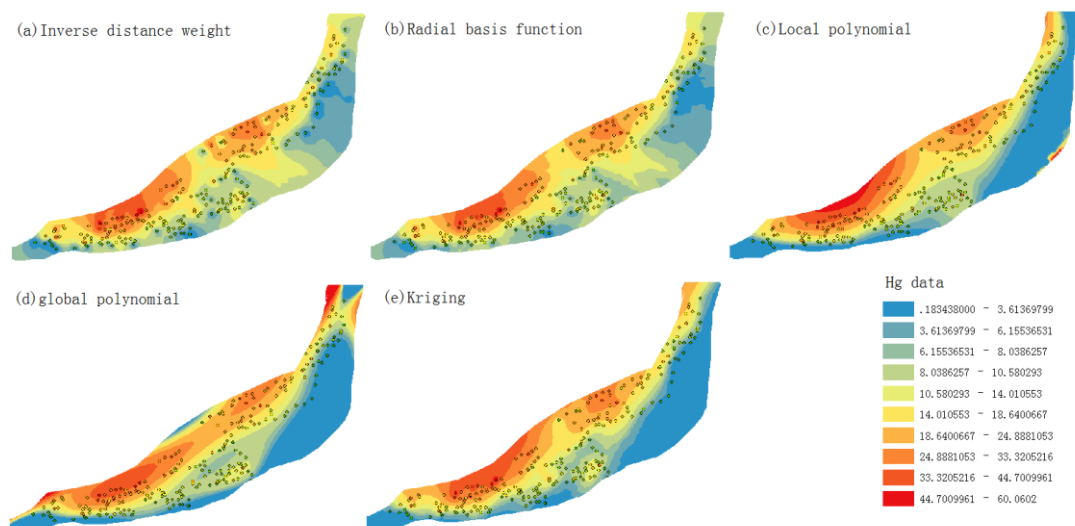 (a)Inverse distance weight
(b)Radial basis function
(c)Local polynomial
(d)global polynomial
(e)Kriging
Hg data
.183438000 - 3.61369799
3.61369799 - 6.15536531
6.15536531 - 8.0386257
8.0386257 - 10.580293
10.580293 - 14.010553
14.010553 - 18.6400667
18.6400667 - 24.8881053
24.8881053 - 33.3205216
33.3205216 - 44.7009961
44.7009961 - 60.0602